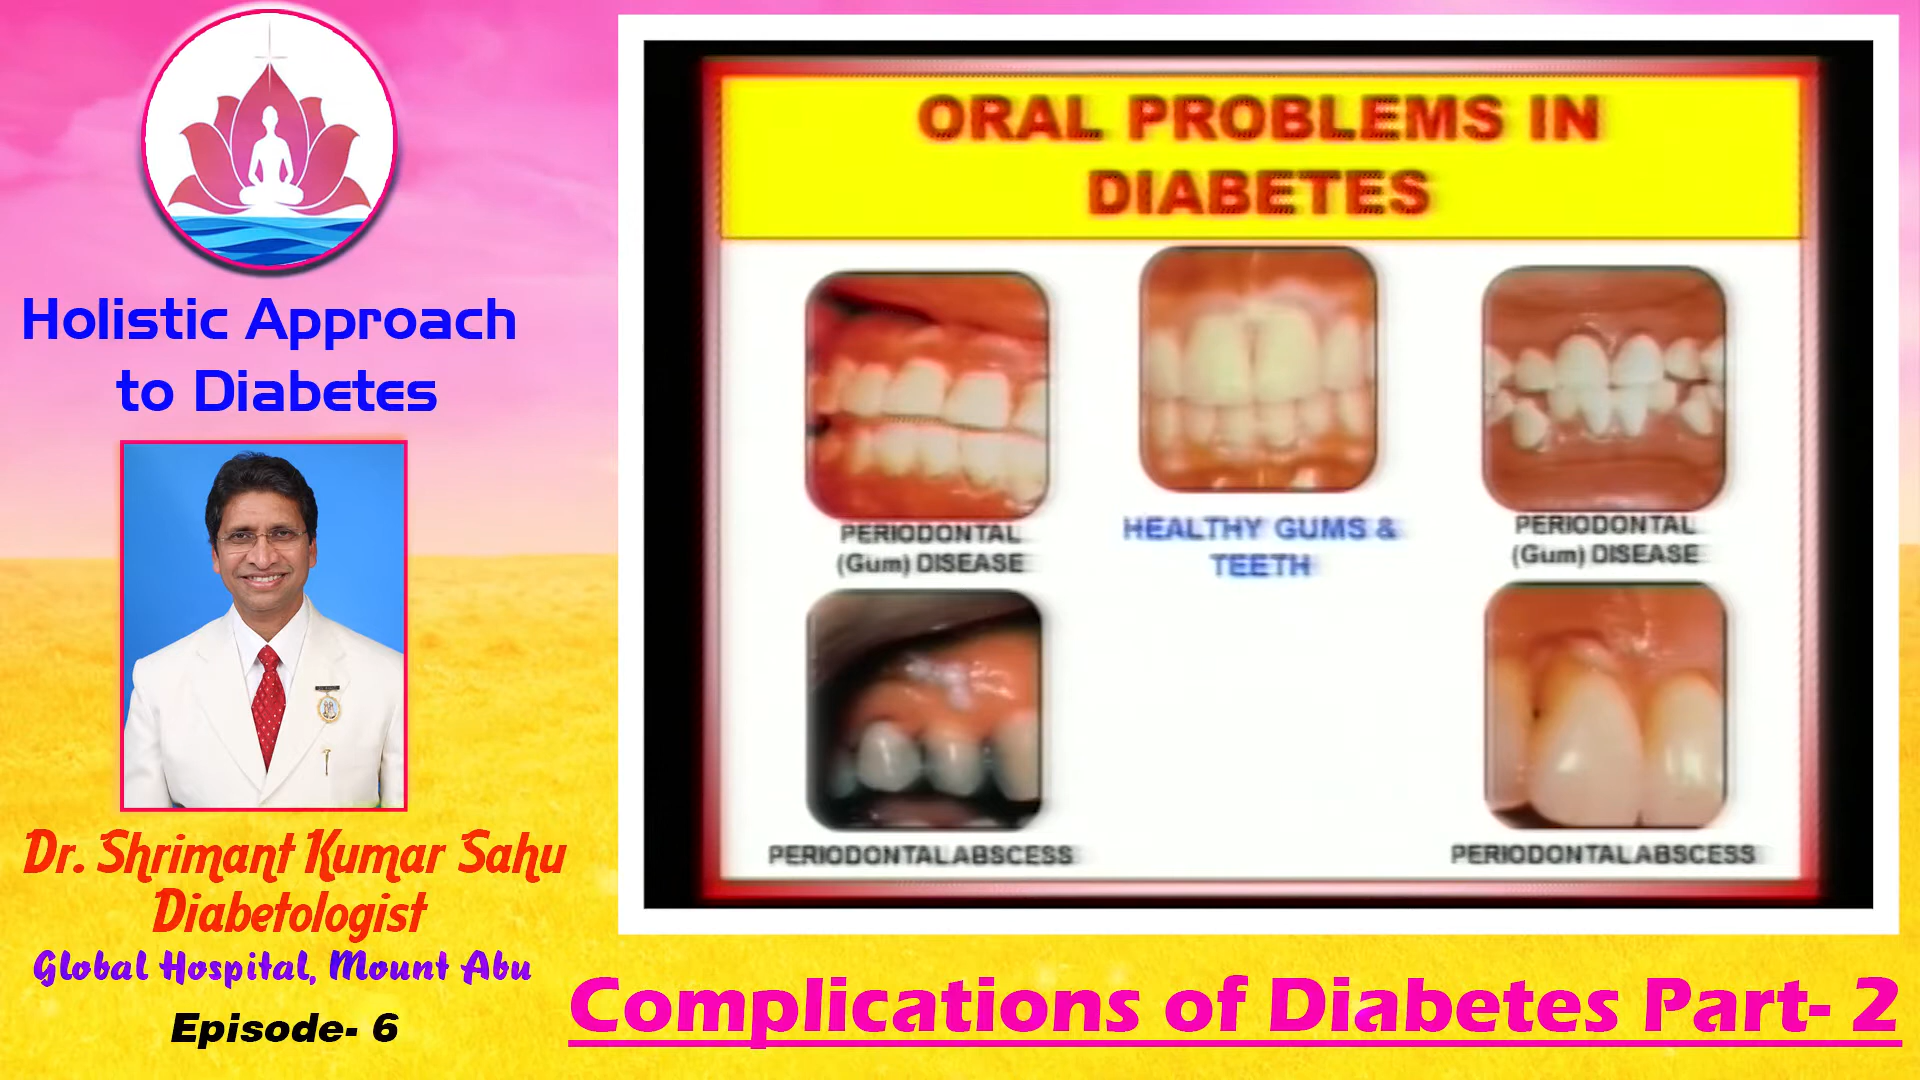 Holistic Approach
to Diabetes
Dr. Shrimant Kumar Sahu
Diabetologist
Global Hospital, Mount Abu
Episode- 6
ORAL PROBLEMS IN
DIABETES
PERIODONTAL
(Gum) DISEASE
HEALTHY GUMS &
TEETH
PERIODONTAL
(Gum) DISEASE
PERIODONTAL ABSCESS
PERIODONTAL ABSCESS
Complications of Diabetes Part- 2